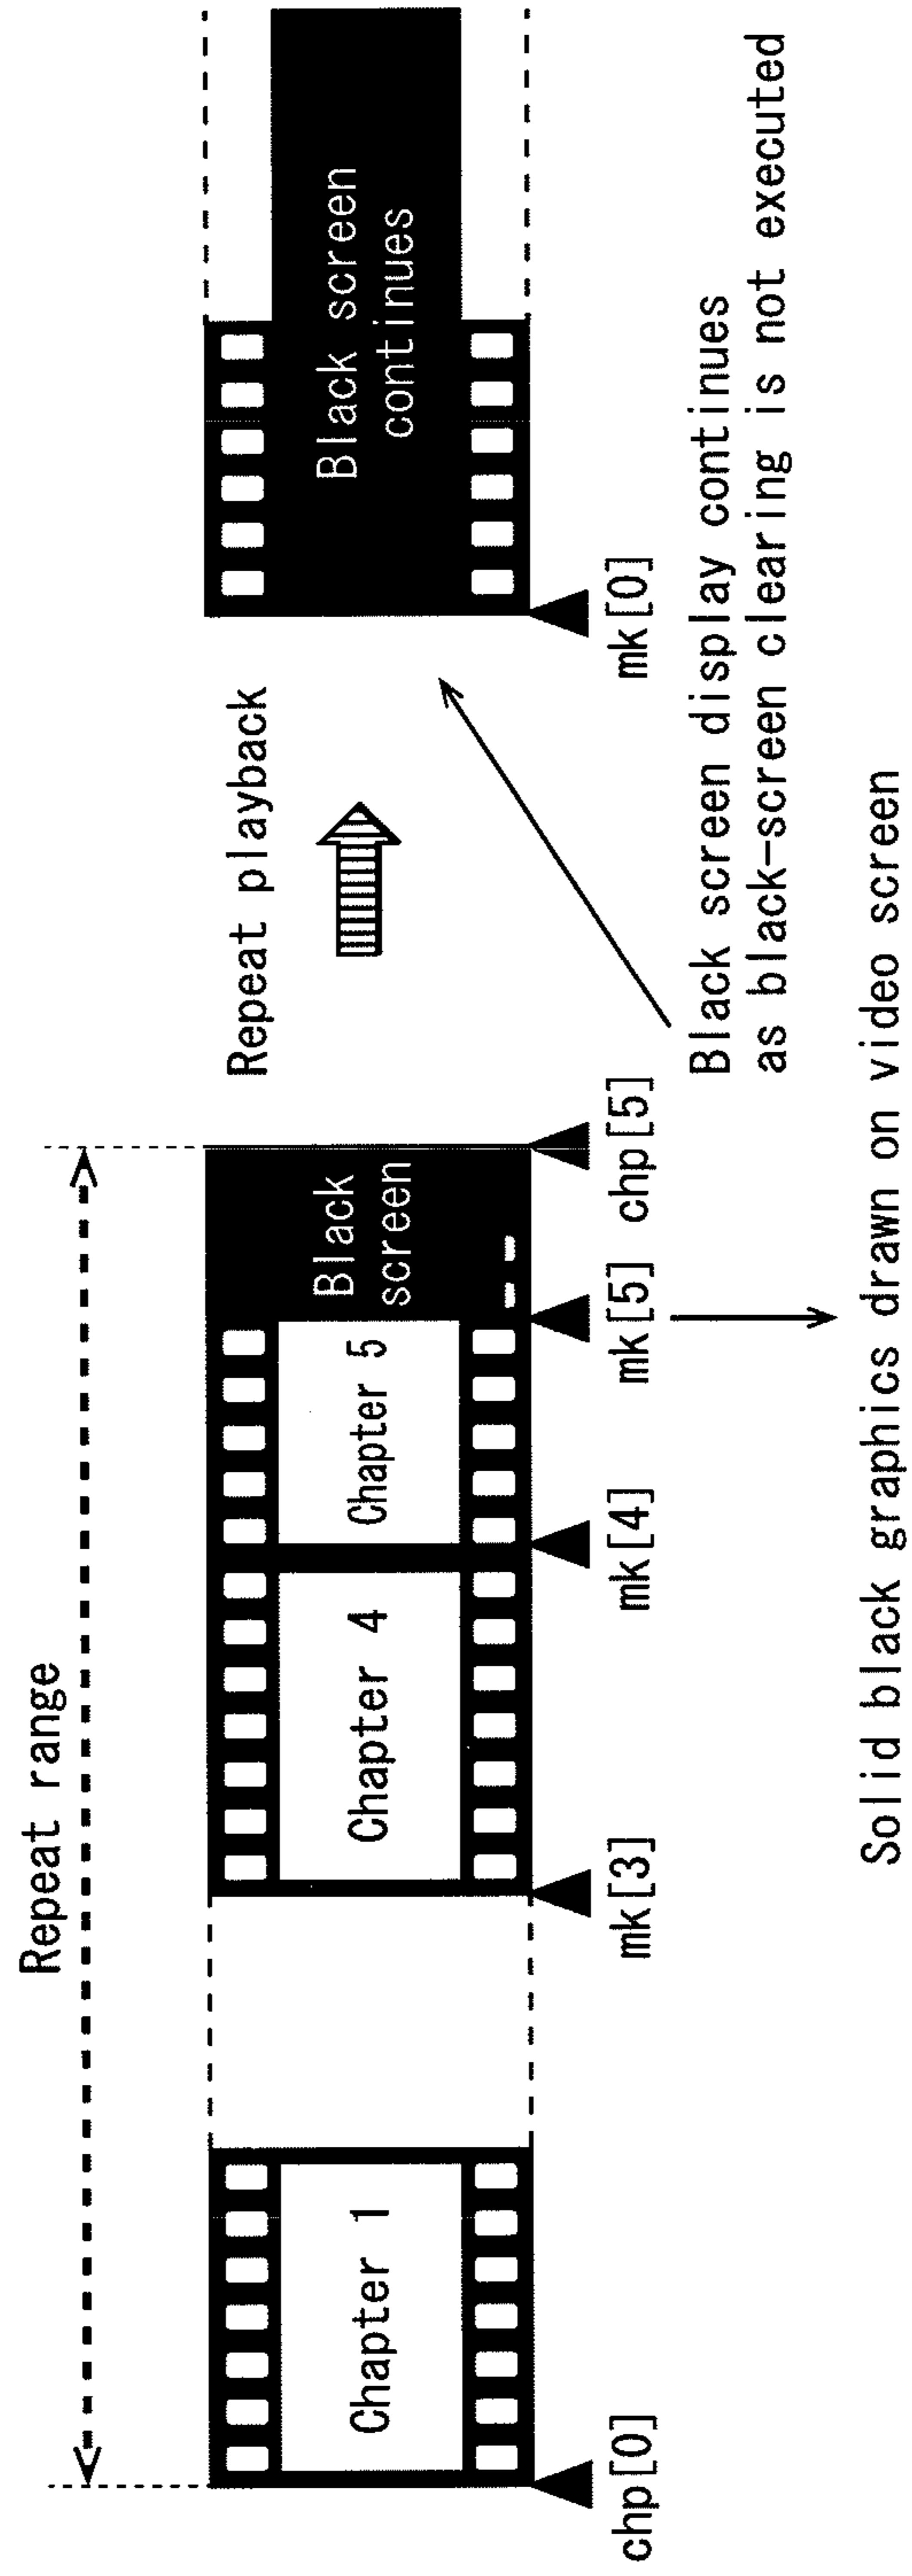 Repeat range
Chapter 1
Chapter 4
Chapter 5
Black
screen
Repeat playback
Black screen
continues
chp[0]
mk[3]
mk[4]
mk[5]
chp[5]
mk[0]
Black screen display continues
as black-screen clearing is not executed
Solid black graphics drawn on video screen